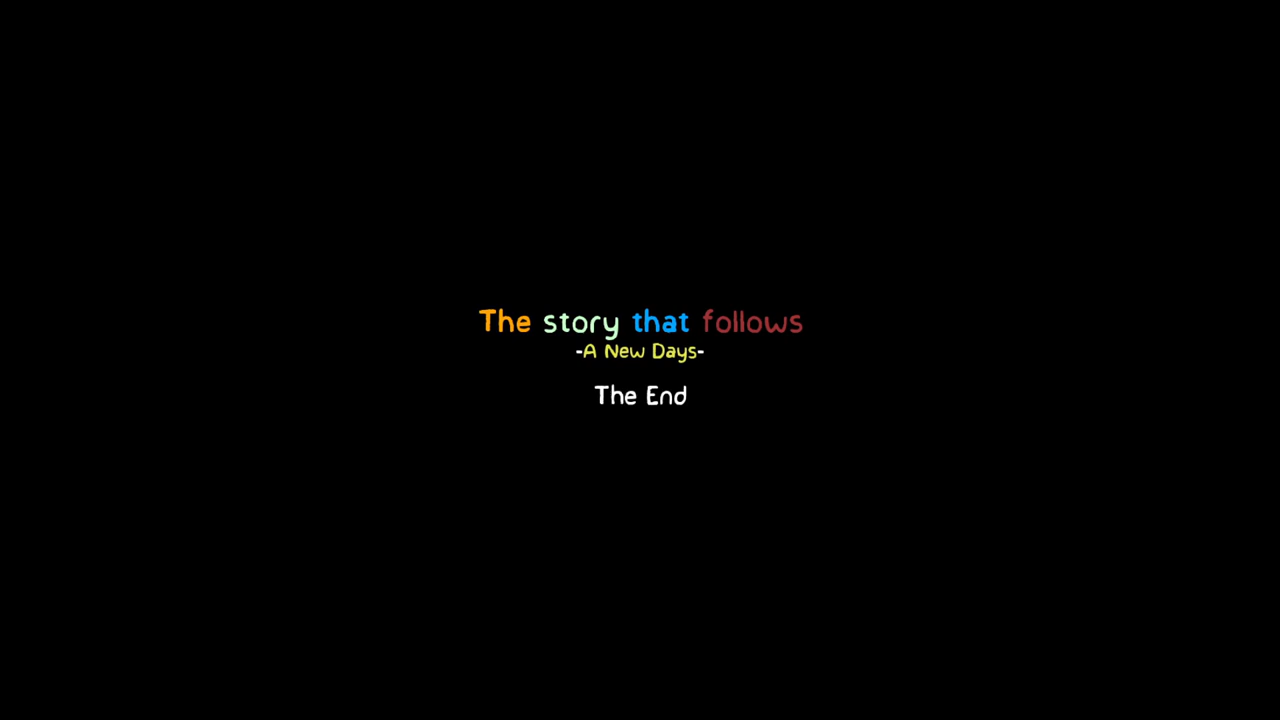 The story that follows
-A New Days-
The End